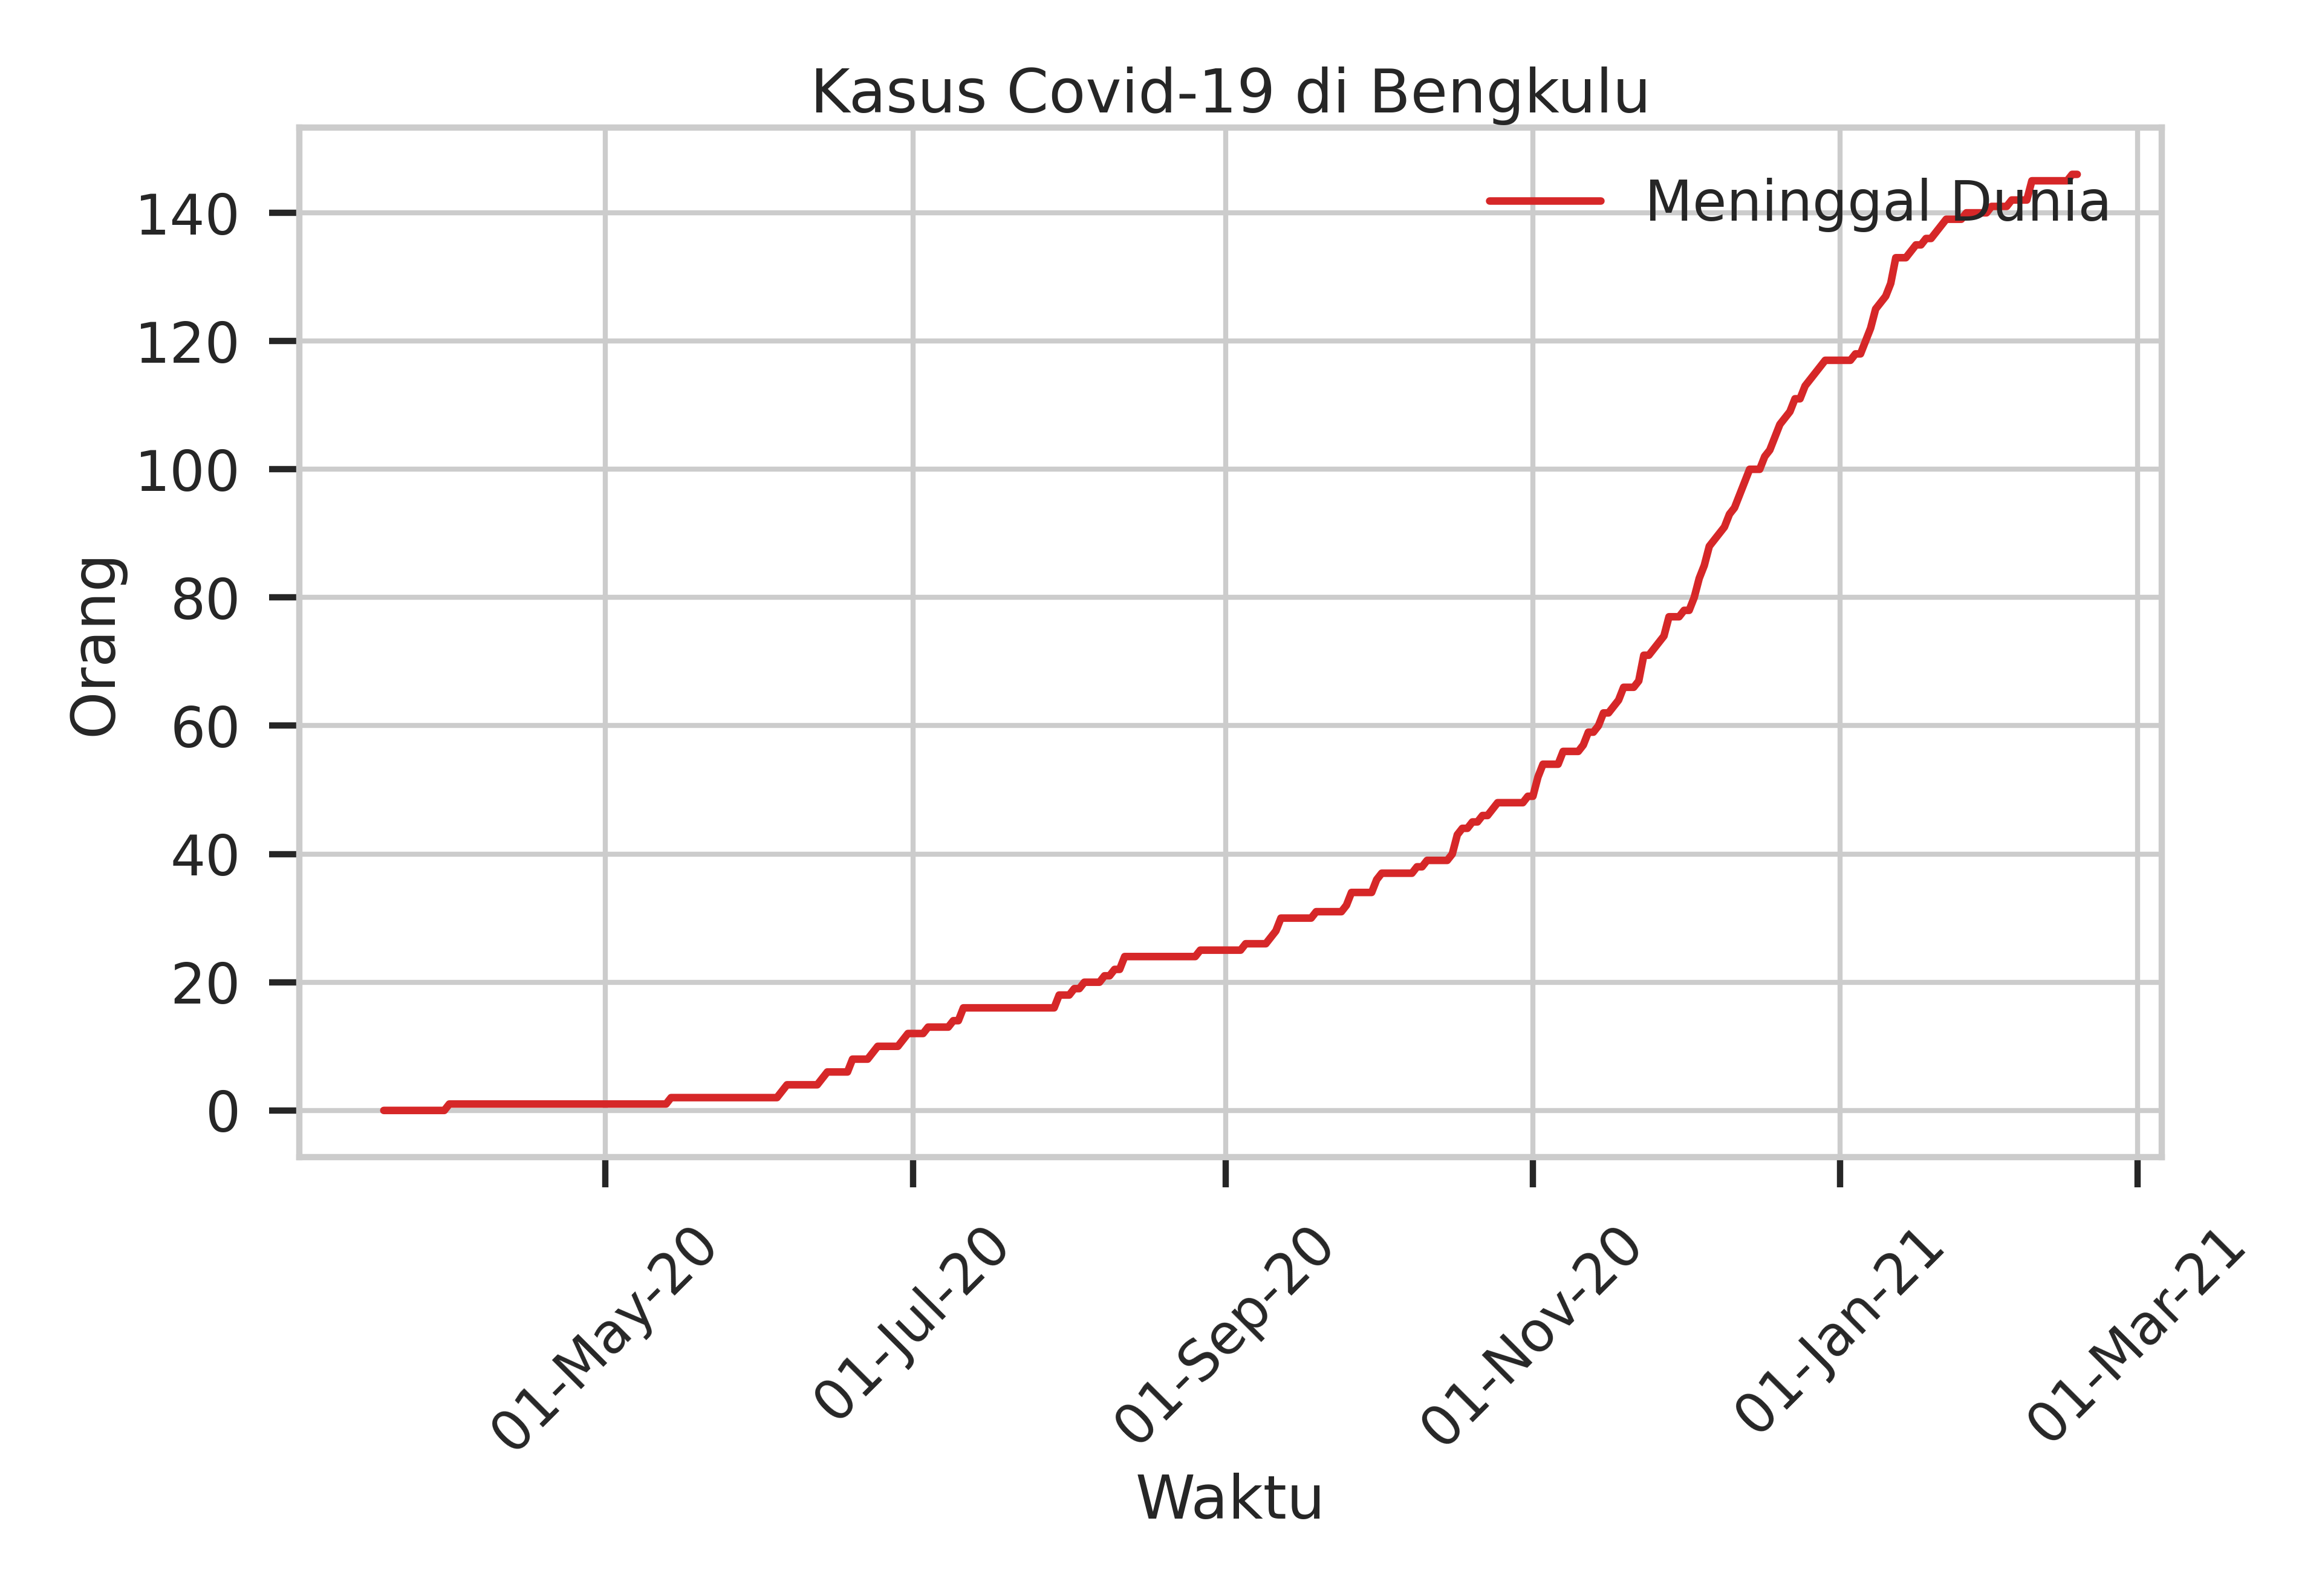 Kasus Covid-19 di Bengkulu
Meninggal Dunia
Orang
140
120
100
80
60
40
20
0
01-May-20
01-Jul-20
01-Sep-20
01-Nov-20
01-Jan-21
01-Mar-21
Waktu